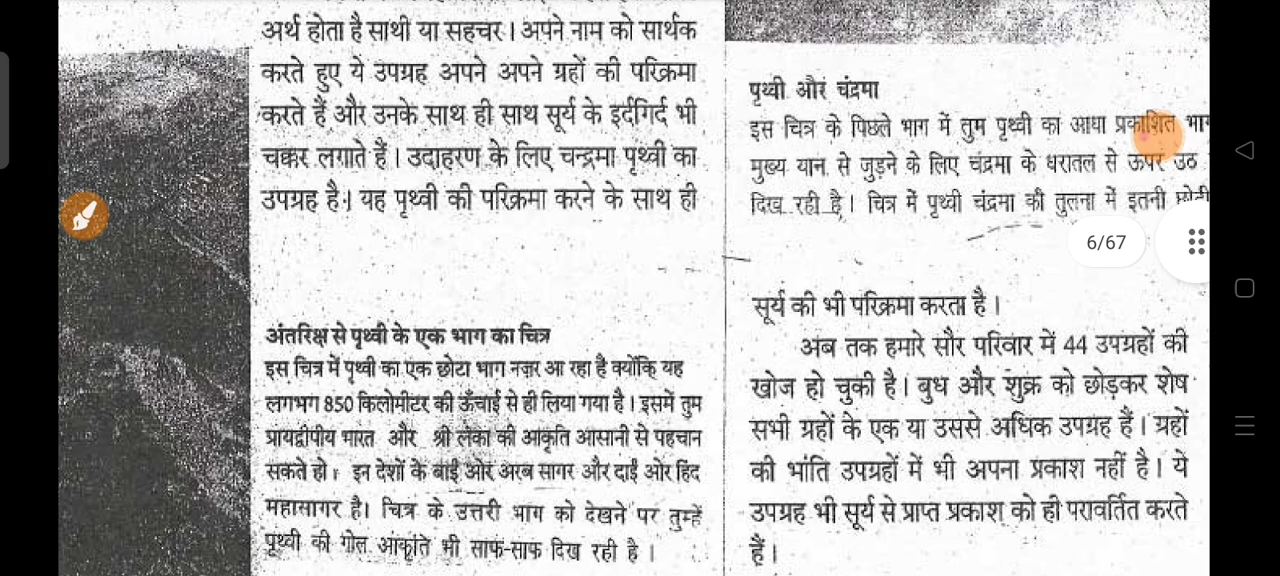 अर्थ होता है साथी या सहचर। अपने नाम को सार्थक
करते हुए ये उपग्रह अपने अपने ग्रहों की परिक्रमा
करते हैं और उनके साथ ही साथ सूर्य के इर्दगिर्द भी
चक्कर लगाते हैं। उदाहरण के लिए चन्द्रमा पृथ्वी का
उपग्रह है। यह पृथ्वी की परिक्रमा करने के साथ ही
अंतरिक्ष से पृथ्वी के एक भाग का चित्र
इस चित्र में पृथ्वी का एक छोटा भाग नज़र आ रहा है क्योंकि यह
लगभग 850 किलोमीटर की ऊँचाई से ही लिया गया है। इसमें तुम
प्रायद्वीपीय भारत और श्री लंका की आकृति आसानी से पहचान
सकते हो। इन देशों के बाईं ओर अरब सागर और दाईं ओर हिंद
महासागर है। चित्र के उत्तरी भाग को देखने पर तुम्हें
पृथ्वी की गोल आकृति भी साफ-साफ दिख रही है।
पृथ्वी और चंद्रमा
इस चित्र के पिछले भाग में तुम पृथ्वी का आधा प्रकाशित
मुख्य यान से जुड़ने के लिए चंद्रमा के धरातल से ऊपर उठ
दिख रही है। चित्र में पृथ्वी चंद्रमा की तुलना में इतनी
6/67
सूर्य की भी परिक्रमा करता है।
अब तक हमारे सौर परिवार में 44 उपग्रहों की
खोज हो चुकी है। बुध और शुक्र को छोड़कर शेष
सभी ग्रहों के एक या उससे अधिक उपग्रह हैं। ग्रहों
की भांति उपग्रहों में भी अपना प्रकाश नहीं है। ये
उपग्रह भी सूर्य से प्राप्त प्रकाश को ही परावर्तित करते
हैं।